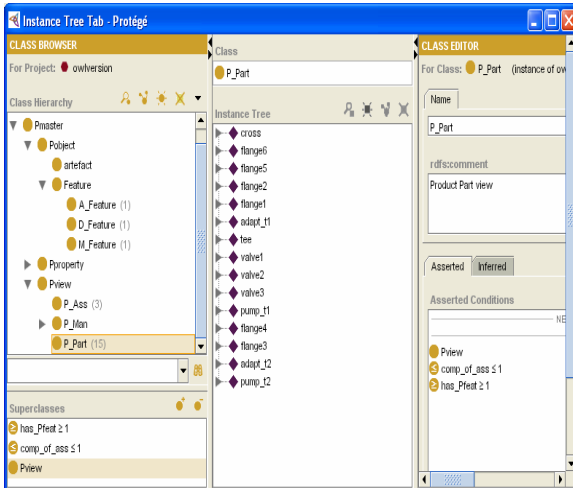 Instance Tree Tab - Protégé
CLASS BROWSER
For Project: owlversion
Class Hierarchy
Pmaster
Pobject
artefact
Feature
A_Feature (1)
D_Feature (1)
M_Feature (1)
Pproperty
Pview
P_Ass (3)
P_Man
P_Part (15)
Superclasses
has_Pfeat ≥ 1
comp_of_ass ≤ 1
Pview
Class
P_Part
Instance Tree
cross
flange6
flange5
flange2
flange1
adapt_t1
tee
valve1
valve2
valve3
pump_t1
flange4
flange3
adapt_t2
pump_t2
CLASS EDITOR
For Class: P_Part (instance of ow
Name
P_Part
rdfs:comment
Product Part view
Asserted Inferred
Asserted Conditions
NE
Pview
comp_of_ass ≤ 1
has_Pfeat ≥ 1